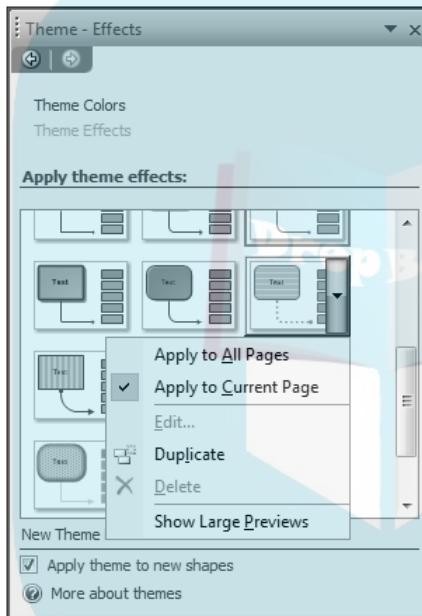 Theme - Effects
Theme Colors
Theme Effects
Apply theme effects:
DropB
Text
Text
Text
Text
Apply to All Pages
Apply to Current Page
Edit...
Text
Duplicate
Delete
Show Large Previews
New Theme
Apply theme to new shapes
More about themes